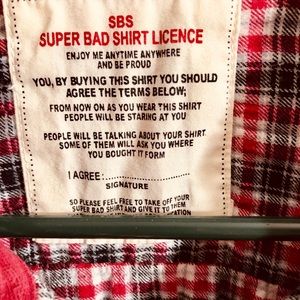 SBS
SUPER BAD SHIRT LICENCE
ENJOY ME ANYTIME ANYWHERE
AND BE PROUD
YOU, BY BUYING THIS SHIRT YOU SHOULD
AGREE THE TERMS BELOW;
FROM NOW ON AS YOU WEAR THIS SHIRT
PEOPLE WILL BE STARING AT YOU
PEOPLE WILL BE TALKING ABOUT YOUR SHIRT
SOME OF THEM WILL ASK YOU WHERE
YOU BOUGHT IT FORM
I AGREE:........................
SIGNATURE
SO PLEASE FEEL FREE TO TAKE OFF YOUR
SUPER BAD SHIRT AND GIVE IT TO THEM